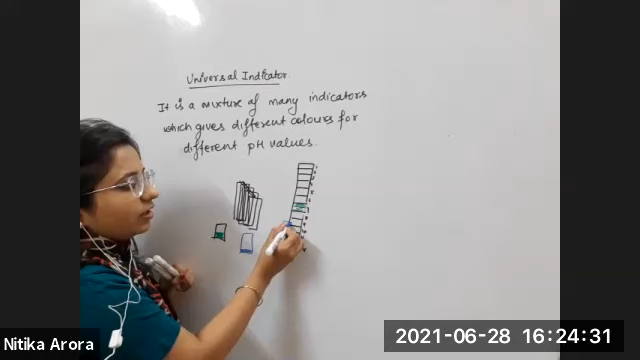 Universal Indicator.
It is a mixture of many indicators
which gives different colours for
different pH values.
Nitika Arora
2021-06-28 16:24:31